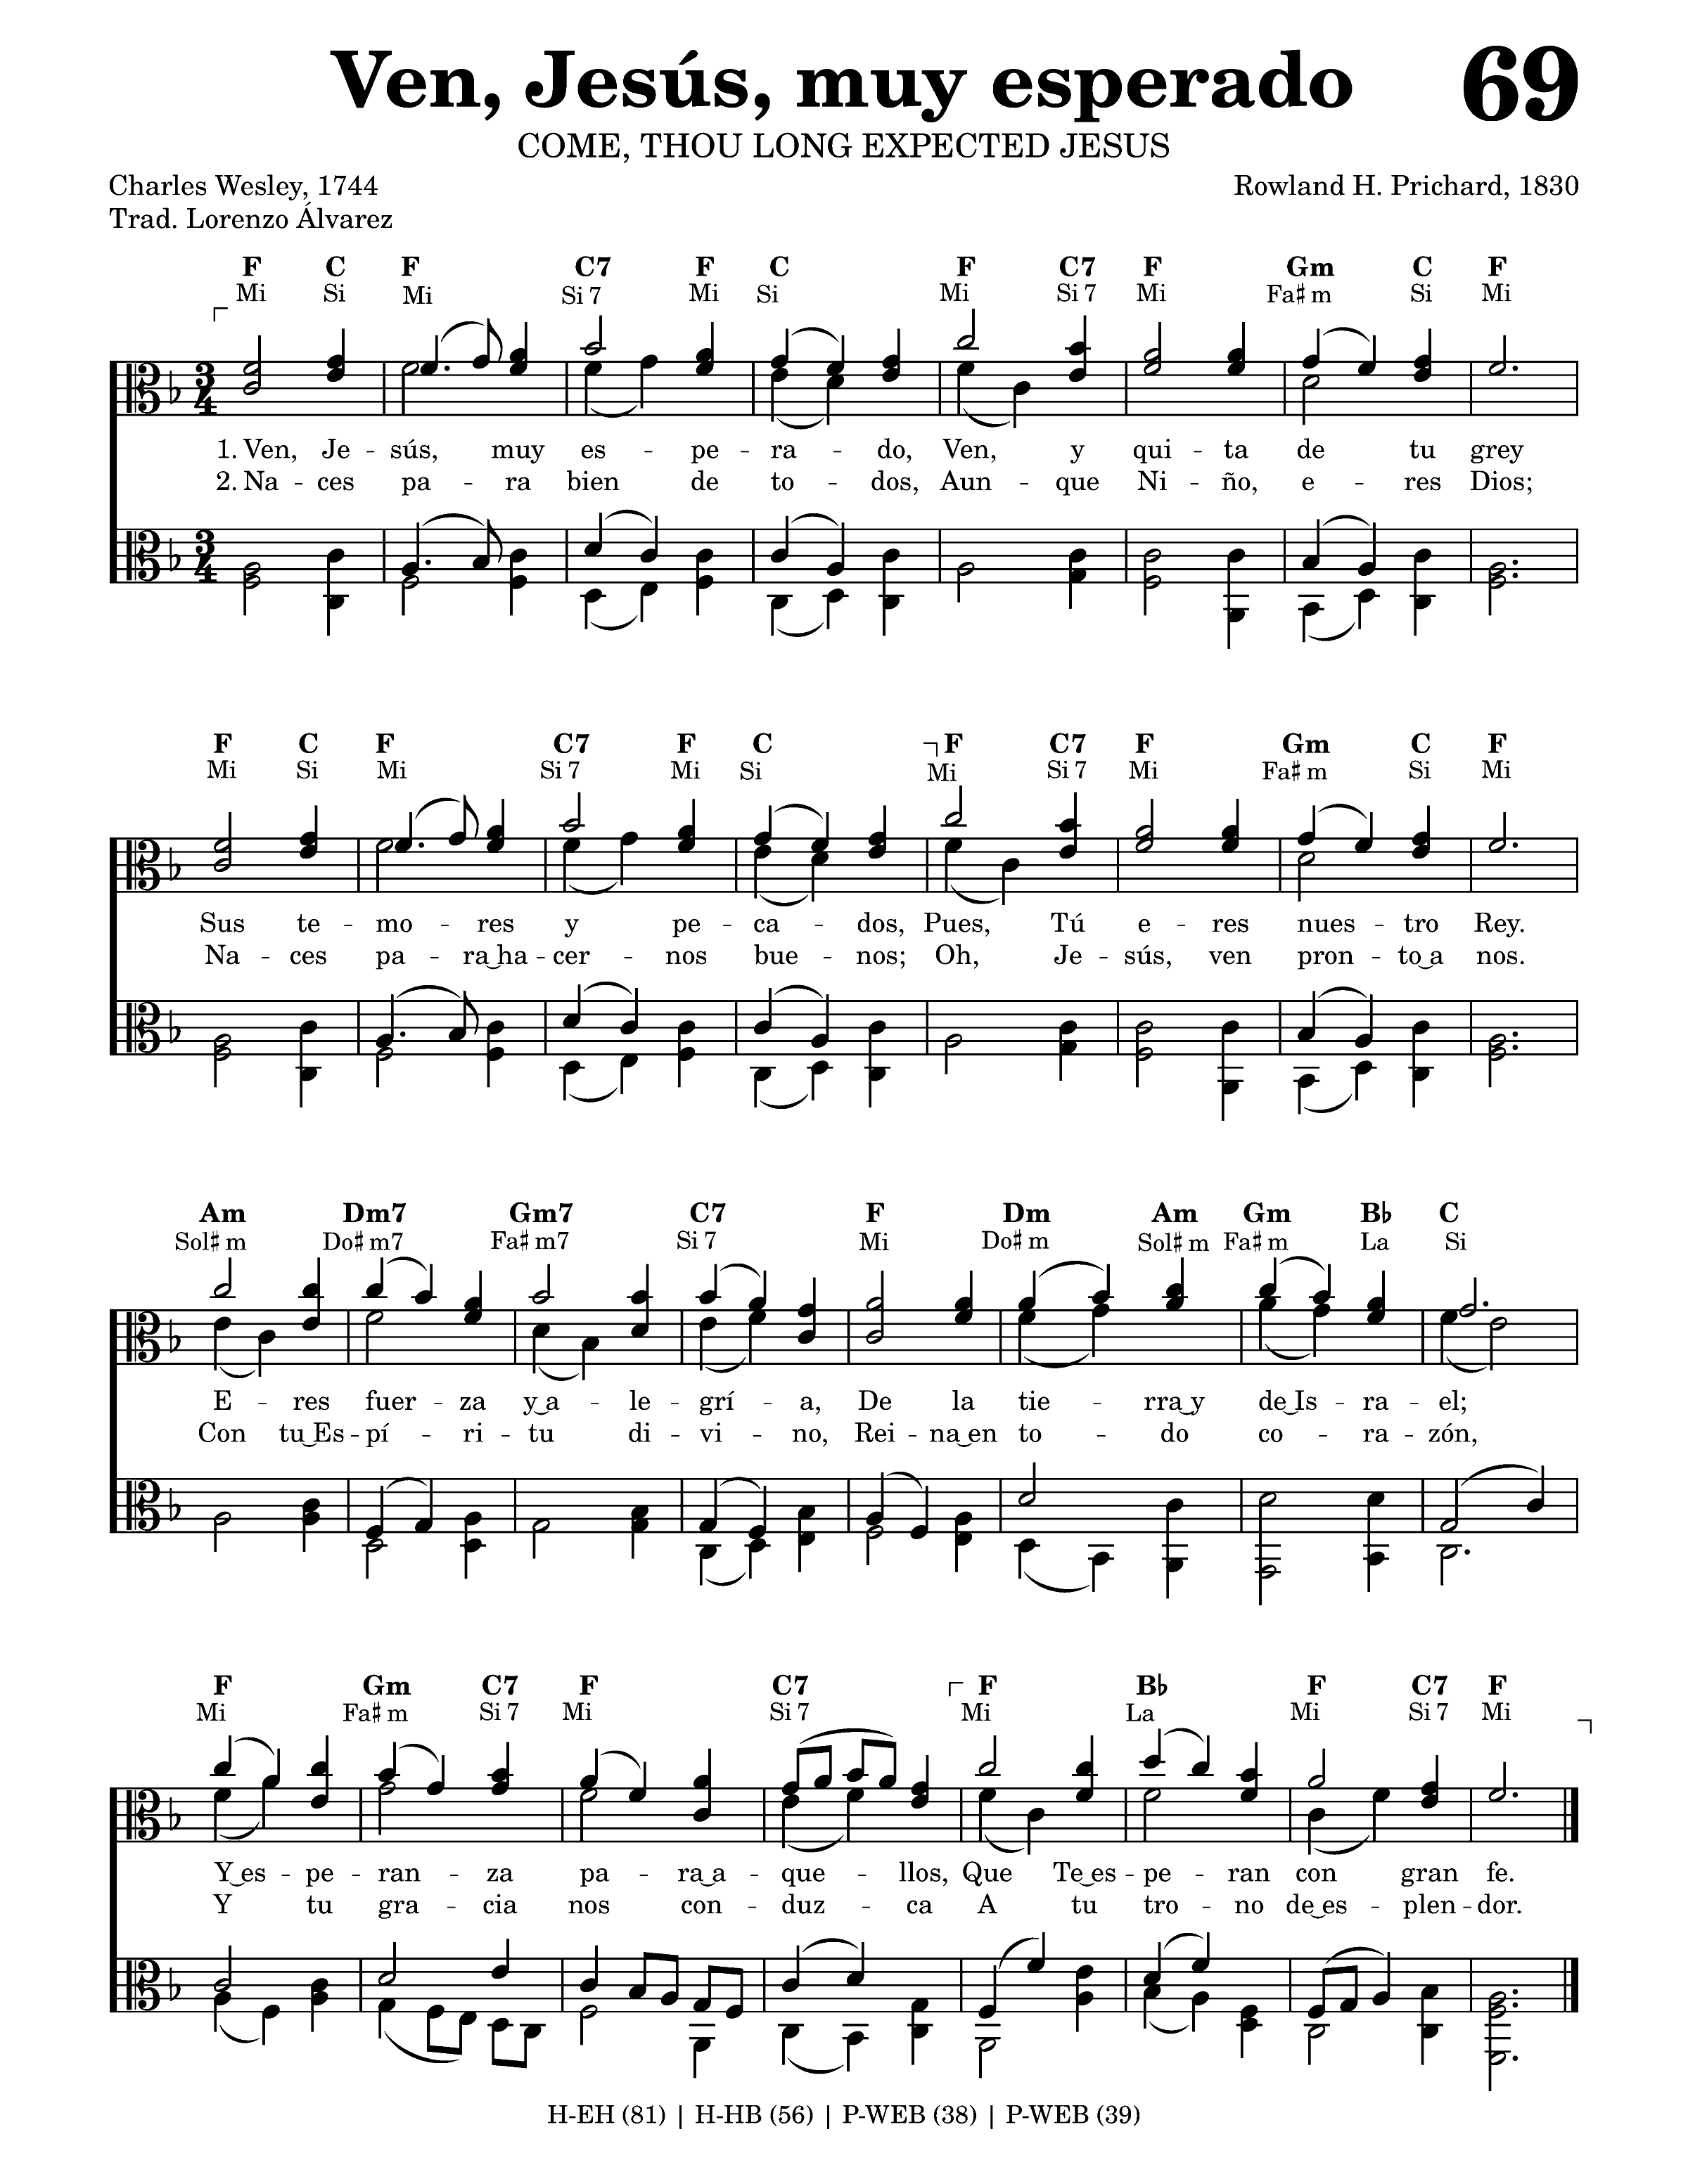 Ven, Jesús, muy esperado 69
COME, THOU LONG EXPECTED JESUS
Charles Wesley, 1744 Rowland H. Prichard, 1830
Trad. Lorenzo Álvarez
F C F C7 F C F C7 F Gm C F
Mi Si Mi Si 7 Mi Si Mi Si 7 Mi Fa♯ m Si Mi
3 4
1. Ven, Je -- sús, muy es -- pe -- ra -- do, Ven, y qui -- ta de tu grey
2. Na -- ces pa -- ra bien de to -- dos, Aun -- que Ni -- ño, e -- res Dios;
3 4
F C F C7 F C F C7 F Gm C F
Mi Si Mi Si 7 Mi Si Mi Si 7 Mi Fa♯ m Si Mi
Sus te -- mo -- res y pe -- ca -- dos, Pues, Tú e -- res nues -- tro Rey.
Na -- ces pa -- ra‿ha -- cer -- nos bue -- nos; Oh, Je -- sús, ven pron -- to‿a nos.
Am Dm7 Gm7 C7 F Dm Am Gm B♭ C
Sol♯ m Do♯ m7 Fa♯ m7 Si 7 Mi Do♯ m Sol♯ m Fa♯ m La Si
E -- res fuer -- za y‿a -- le -- grí -- a, De la tie -- rra‿y de‿Is -- ra -- el;
Con tu‿Es -- pí -- ri -- tu di -- vi -- no, Rei -- na‿en to -- do co -- ra -- zón,
F Gm C7 F C7 F B♭ F C7 F
Mi Fa♯ m Si 7 Mi Si 7 Mi La Mi Si 7 Mi
Y‿es -- pe -- ran -- za pa -- ra‿a -- que -- llos, Que Te‿es -- pe -- ran con gran fe.
Y tu gra -- cia nos con -- duz -- ca A tu tro -- no de‿es -- plen -- dor.
H-EH (81) | H-HB (56) | P-WEB (38) | P-WEB (39)